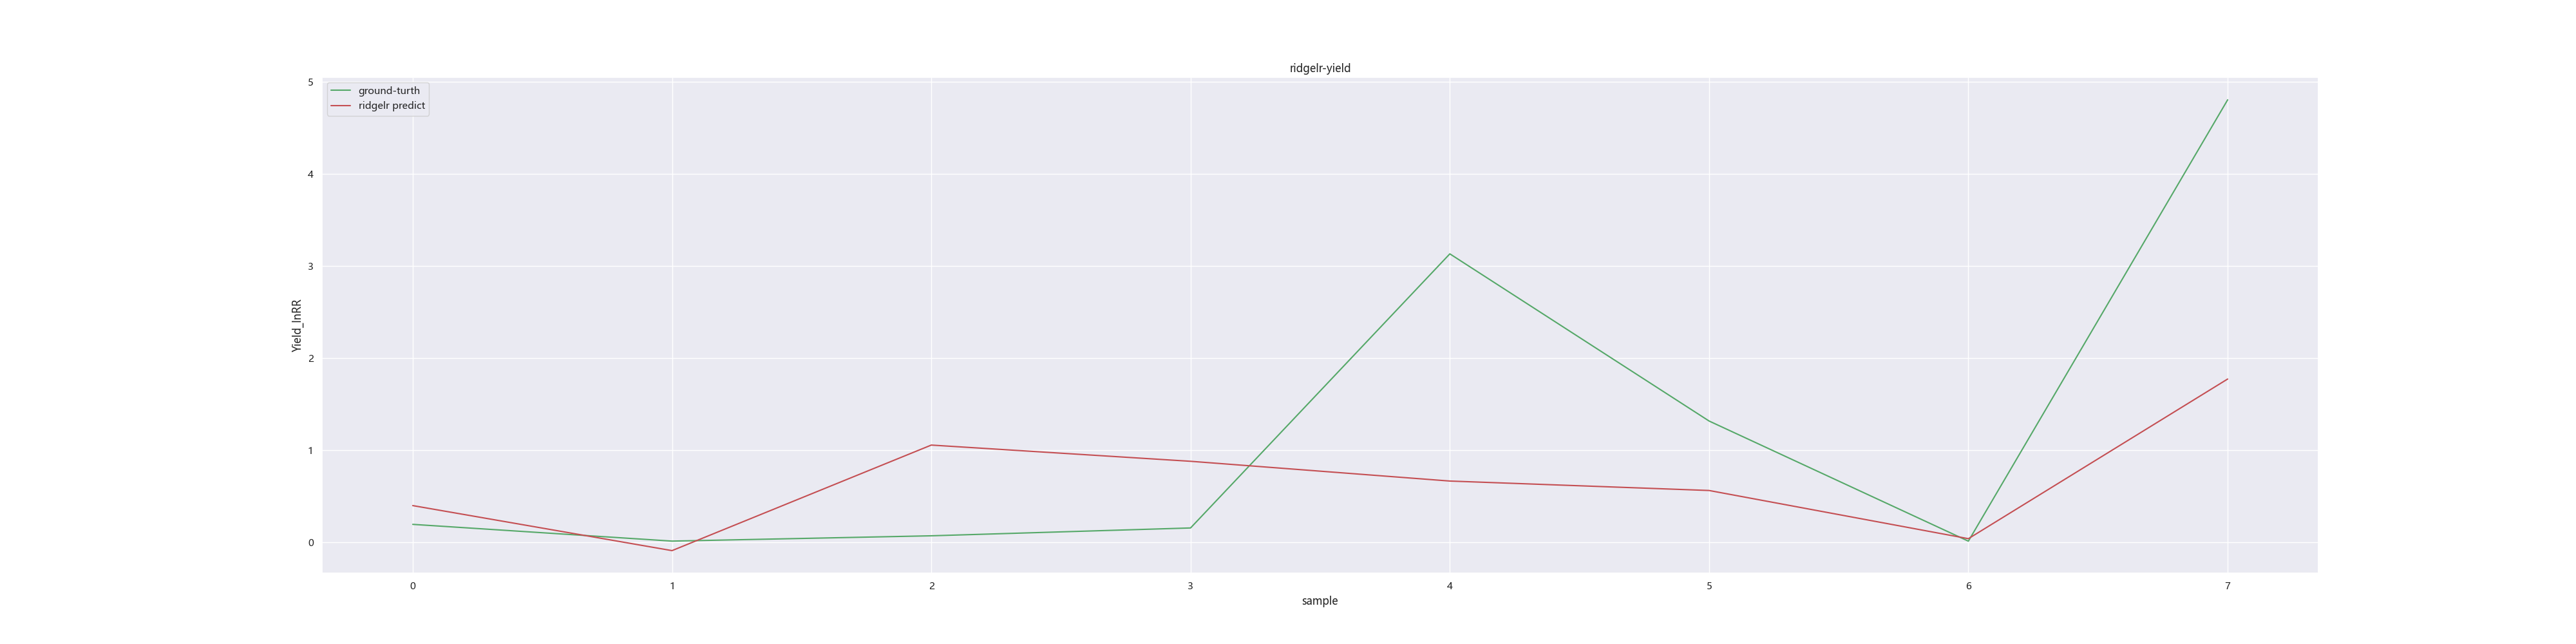 ridgelr-yield
5
ground-turth
ridgelr predict
4
3
2
1
0
Yield_lnRR
0 1 2 3 4 5 6 7
sample